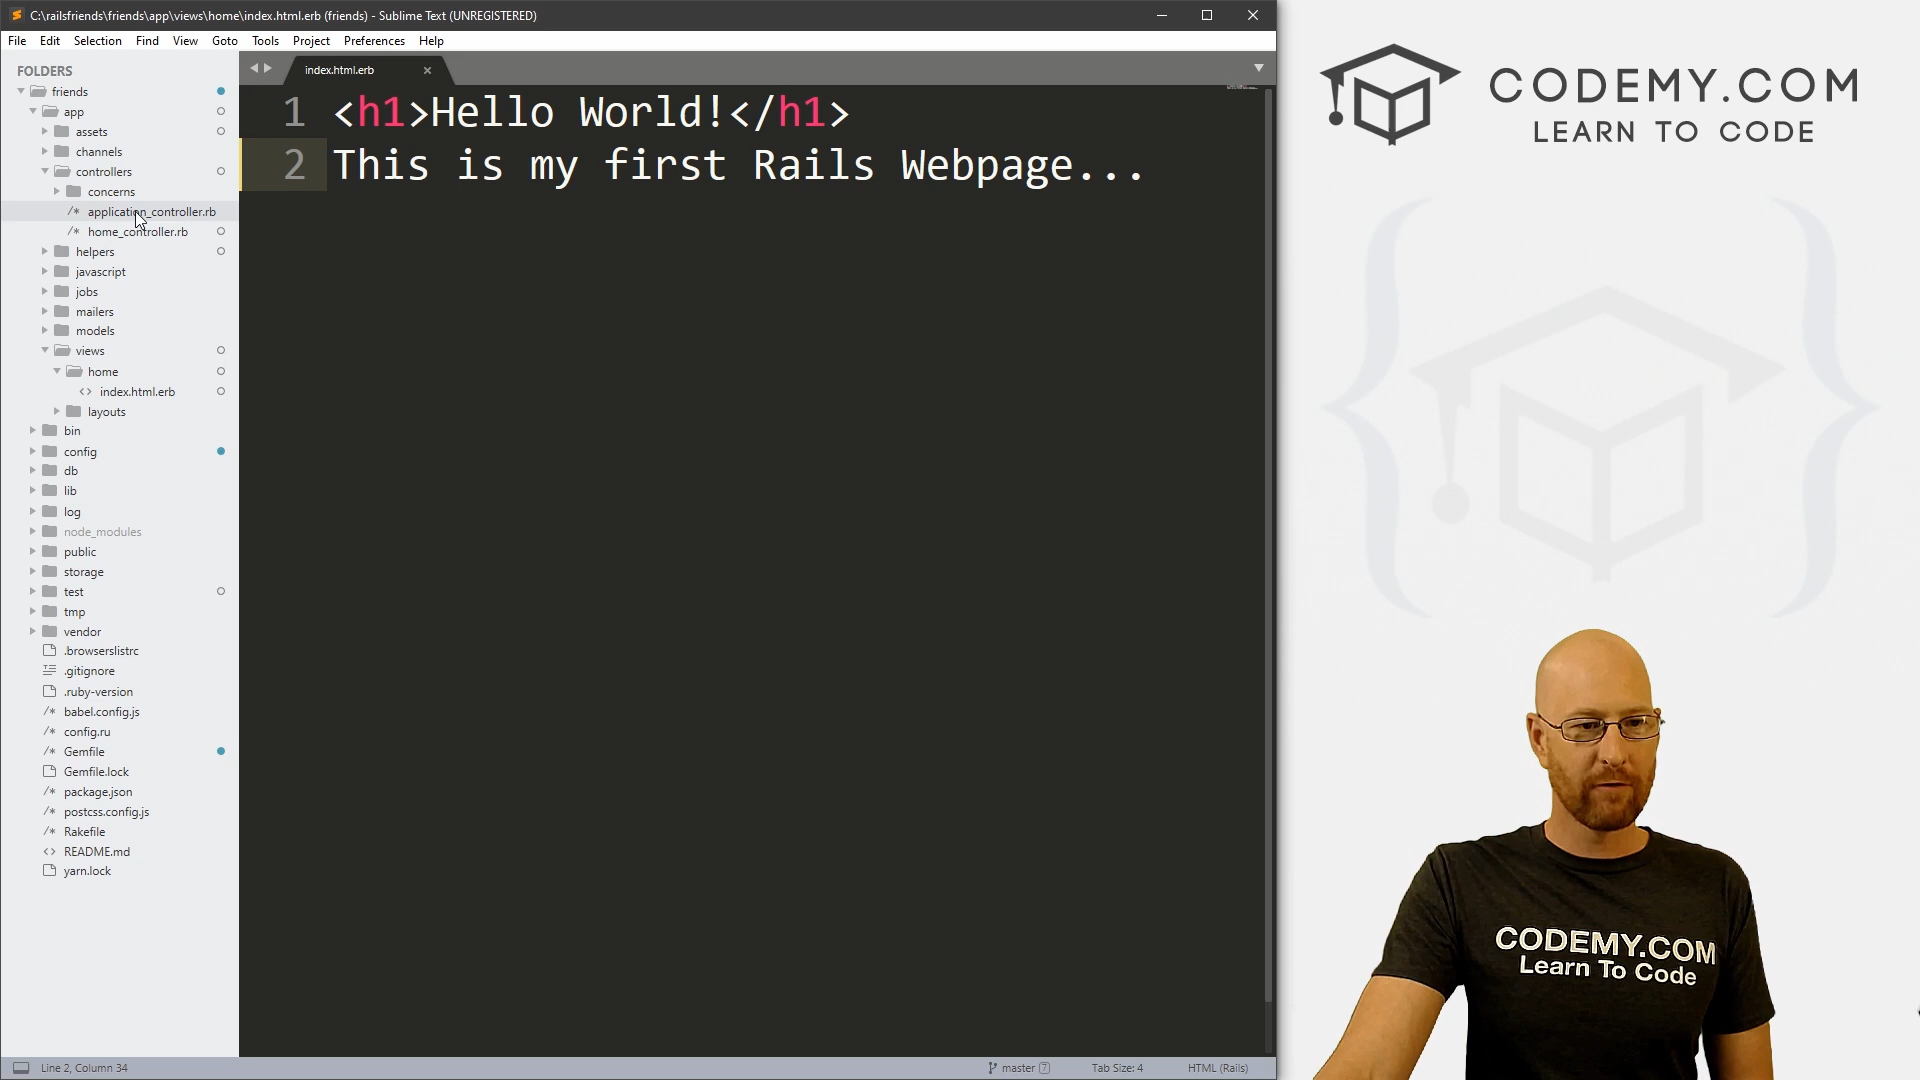 C:\railsfriends\friends\app\views\home\index.html.erb (friends) - Sublime Text (UNREGISTERED)
File Edit Selection Find View Goto Tools Project Preferences Help
FOLDERS
friends
app
assets
channels
controllers
concerns
application_controller.rb
home_controller.rb
helpers
javascript
jobs
mailers
models
views
home
index.html.erb
layouts
bin
config
db
lib
log
node_modules
public
storage
test
tmp
vendor
.browserslistrc
.gitignore
.ruby-version
babel.config.js
config.ru
Gemfile
Gemfile.lock
package.json
postcss.config.js
Rakefile
README.md
yarn.lock
index.html.erb
1 <h1>Hello World!</h1>
2 This is my first Rails Webpage...
Line 2, Column 34
master 7
Tab Size: 4
HTML (Rails)
CODEMY.COM
LEARN TO CODE
CODEMY.COM
Learn To Code